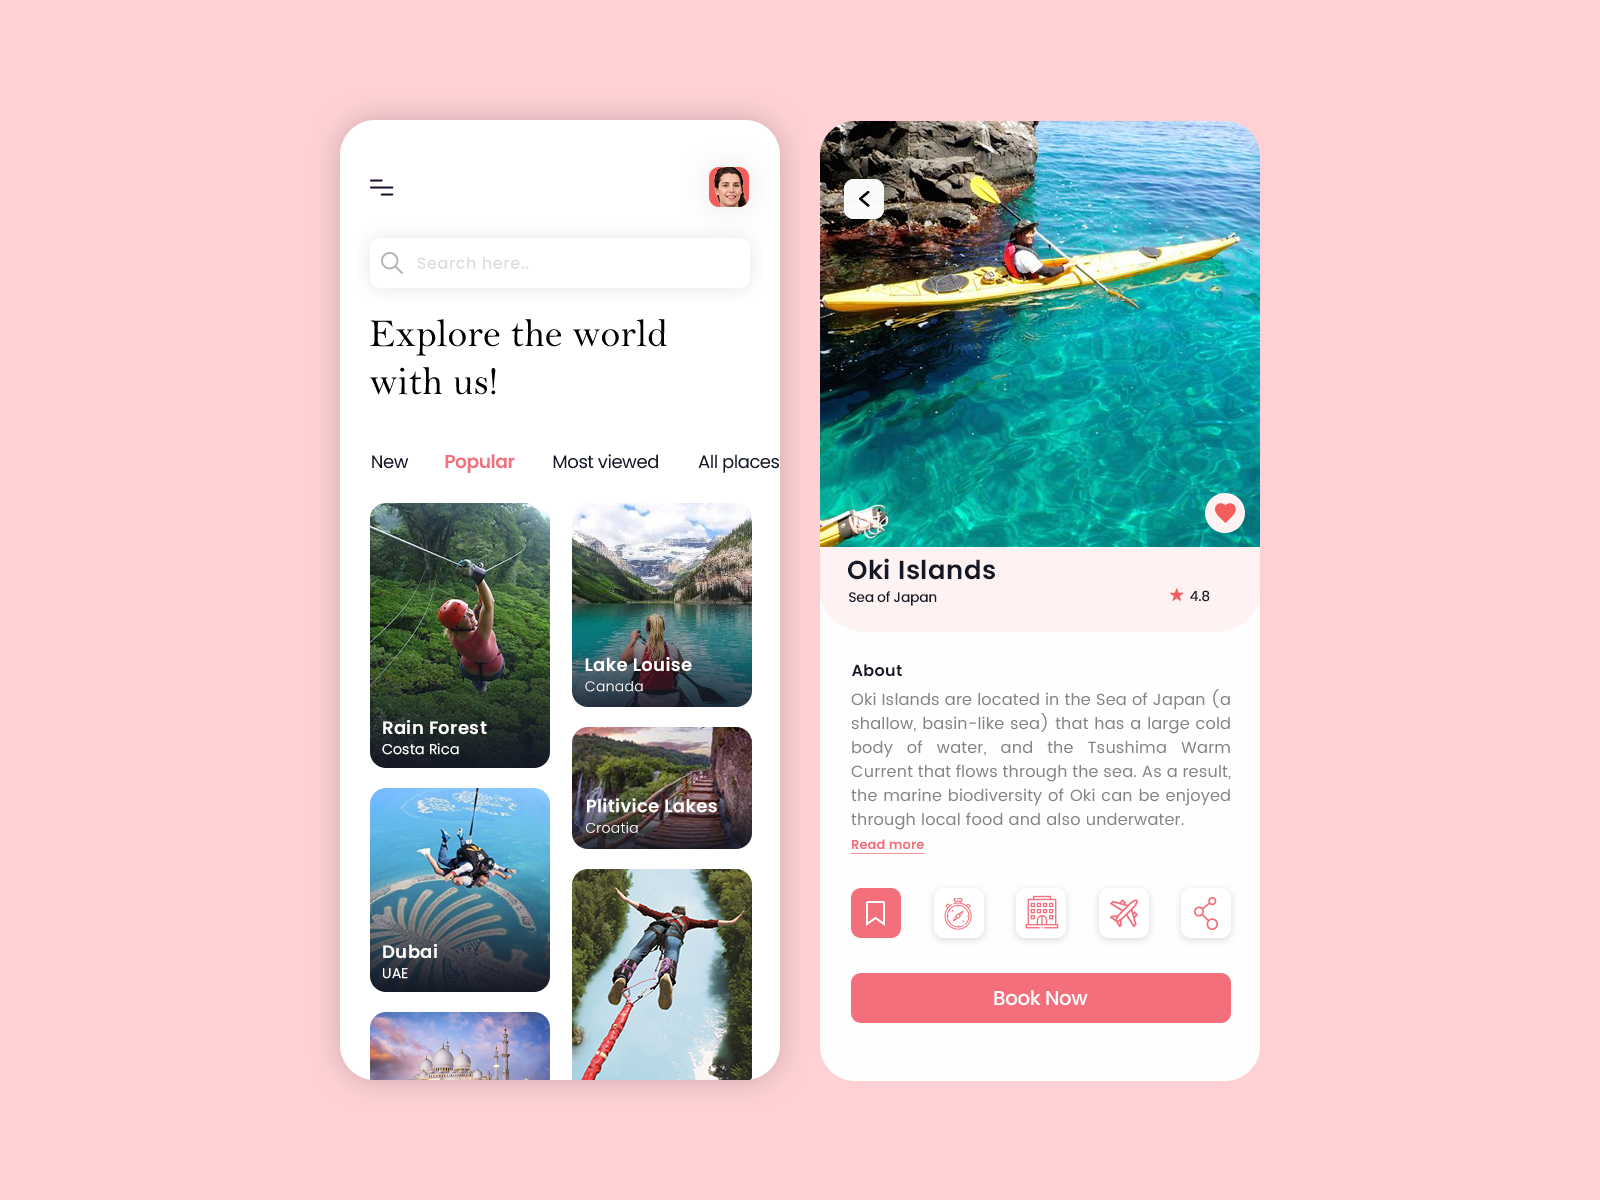 Search here..
Explore the world
with us!
New Popular Most viewed All places
Rain Forest
Costa Rica
Lake Louise
Canada
Plitivice Lakes
Croatia
Dubai
UAE
Oki Islands
Sea of Japan
4.8
About
Oki Islands are located in the Sea of Japan (a
shallow, basin-like sea) that has a large cold
body of water, and the Tsushima Warm
Current that flows through the sea. As a result,
the marine biodiversity of Oki can be enjoyed
through local food and also underwater.
Read more
Book Now